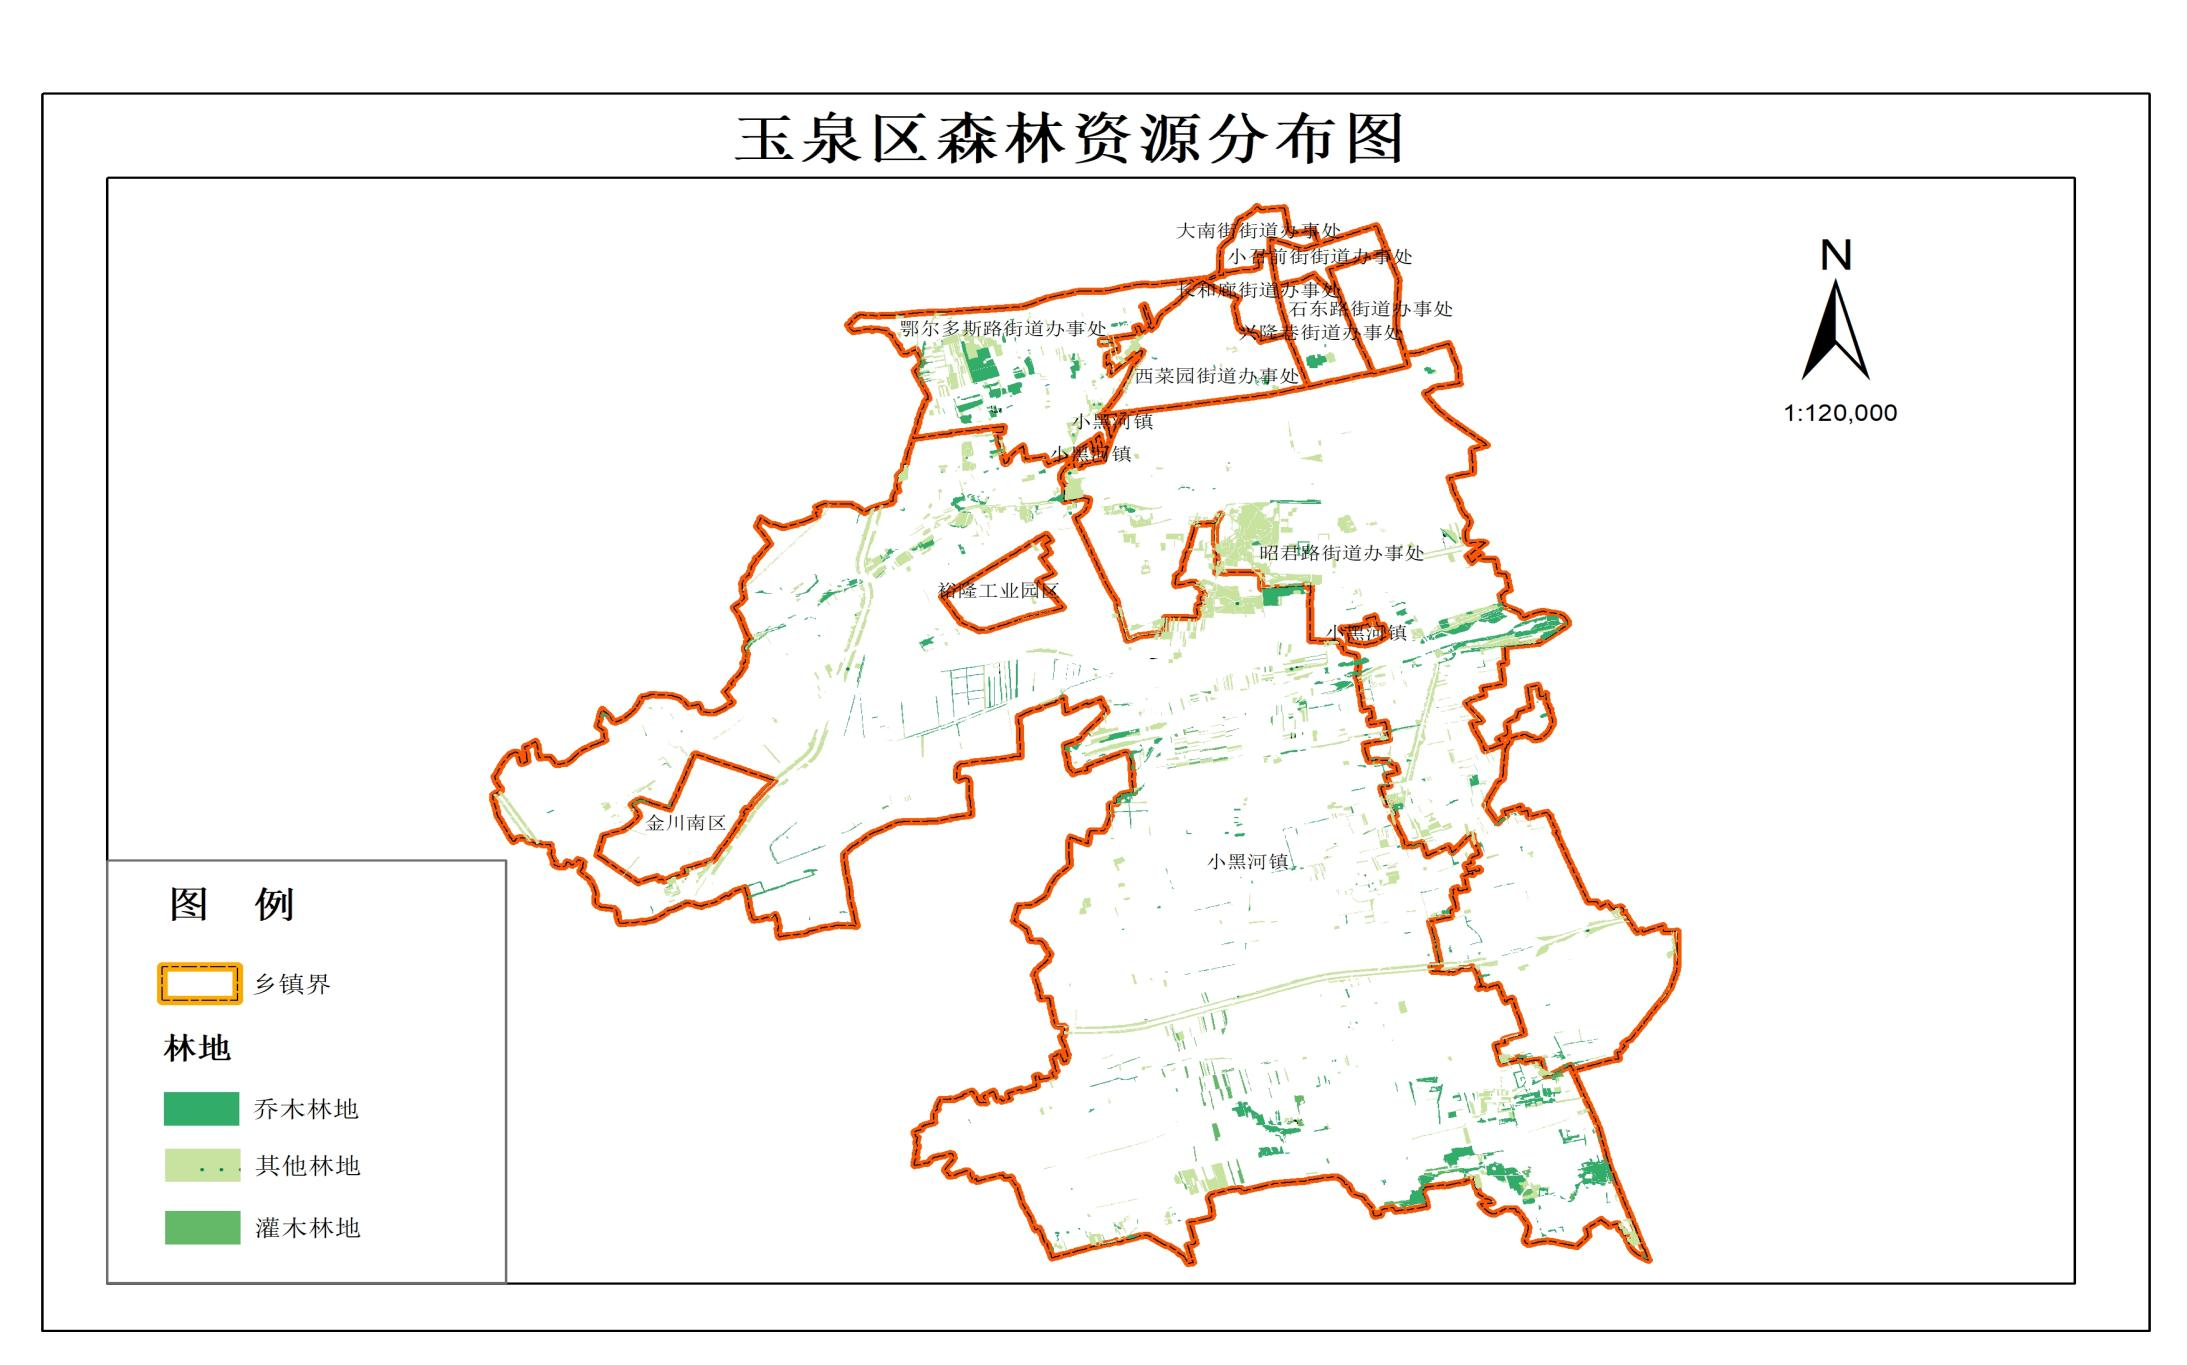 玉泉区森林资源分布图
大南街街道办事处
小召前街街道办事处
长和廊街道办事处
石东路街道办事处
鄂尔多斯路街道办事处
兴隆巷街道办事处
西菜园街道办事处
小黑河镇
小黑河镇
昭君路街道办事处
裕隆工业园区
小黑河镇
金川南区
小黑河镇
N
1:120,000
图 例
乡镇界
林地
乔木林地
其他林地
灌木林地